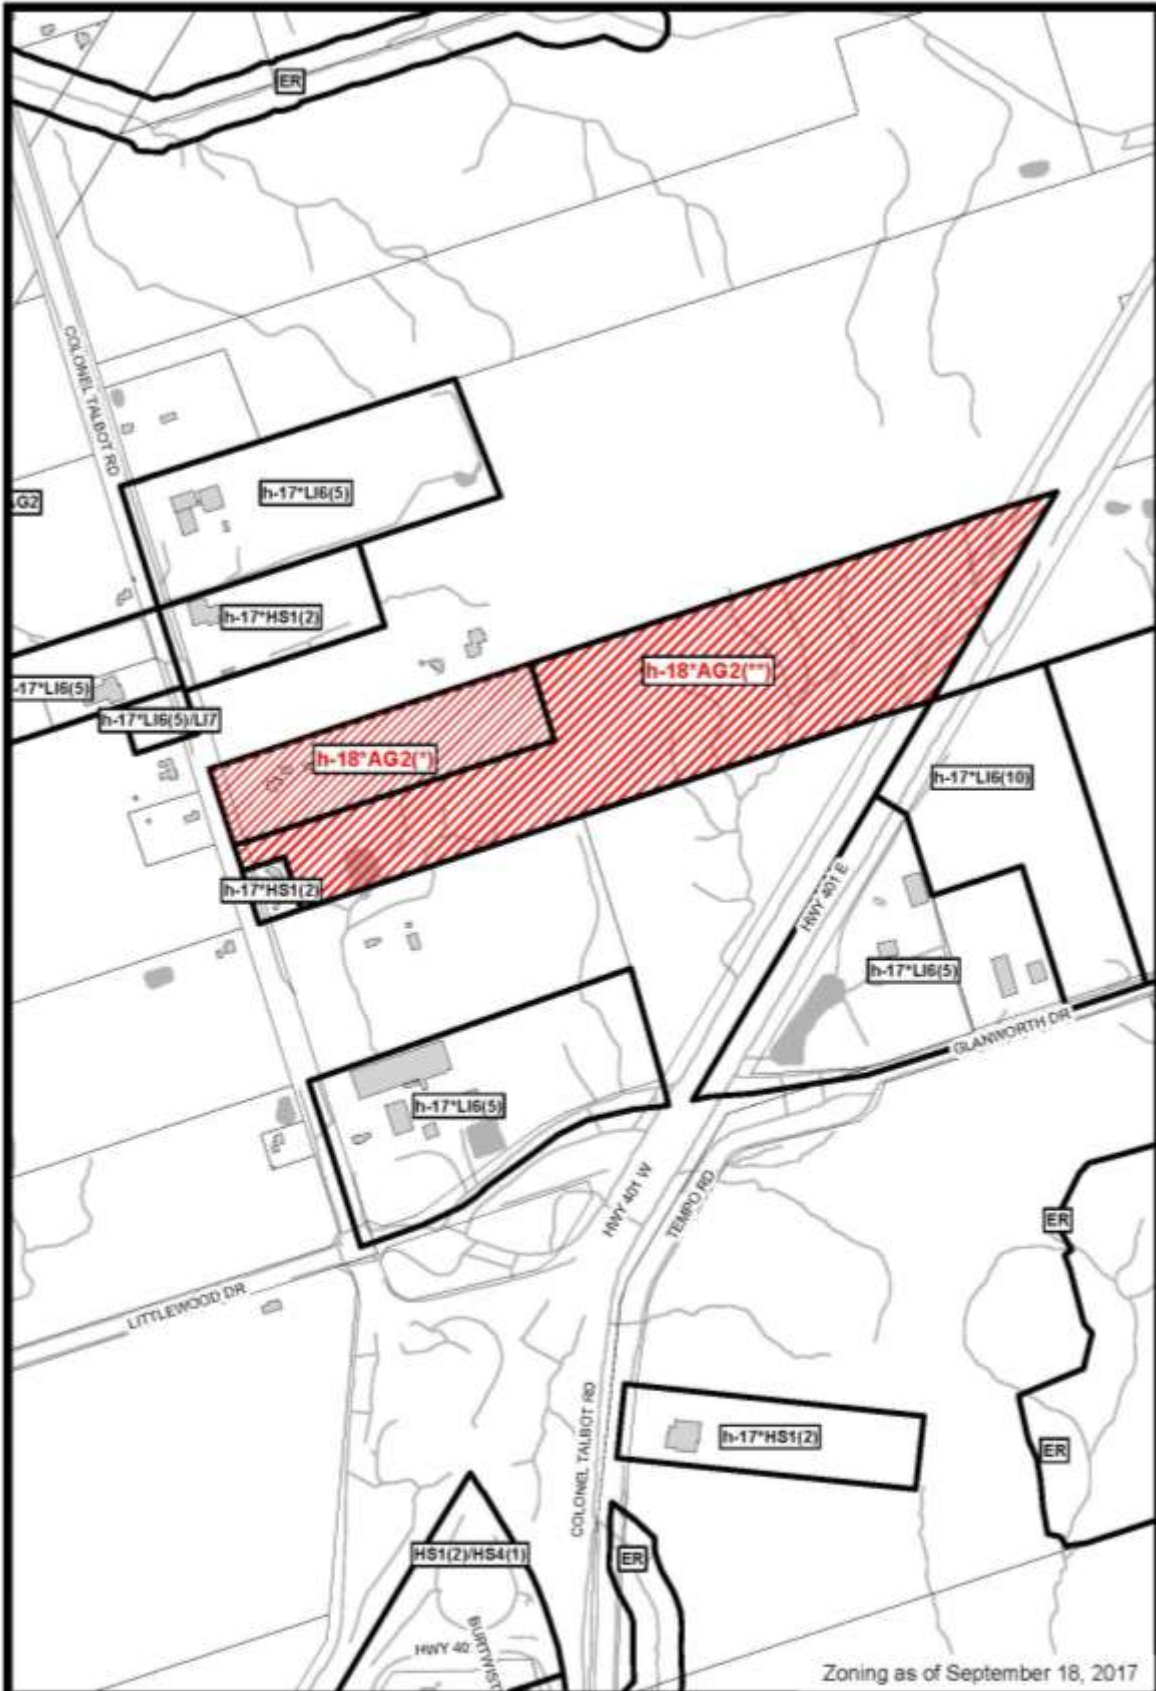 ER
COLONEL TALBOT RD
h-17*LI6(5)
AG2
h-17*HS1(2)
h-18*AG2(**)
-17*LI6(5)
h-17*LI6(5)/LI7
h-18*AG2(*)
h-17*LI6(10)
h-17*HS1(2)
HWY 401 E
h-17*LI6(5)
GLANWORTH DR
h-17*LI6(5)
HWY 401 W
TEMPO RD
ER
LITTLEWOOD DR
COLONEL TALBOT RD
h-17*HS1(2)
ER
HS1(2)/HS4(1)
ER
HWY 40
BURTWIST
Zoning as of September 18, 2017